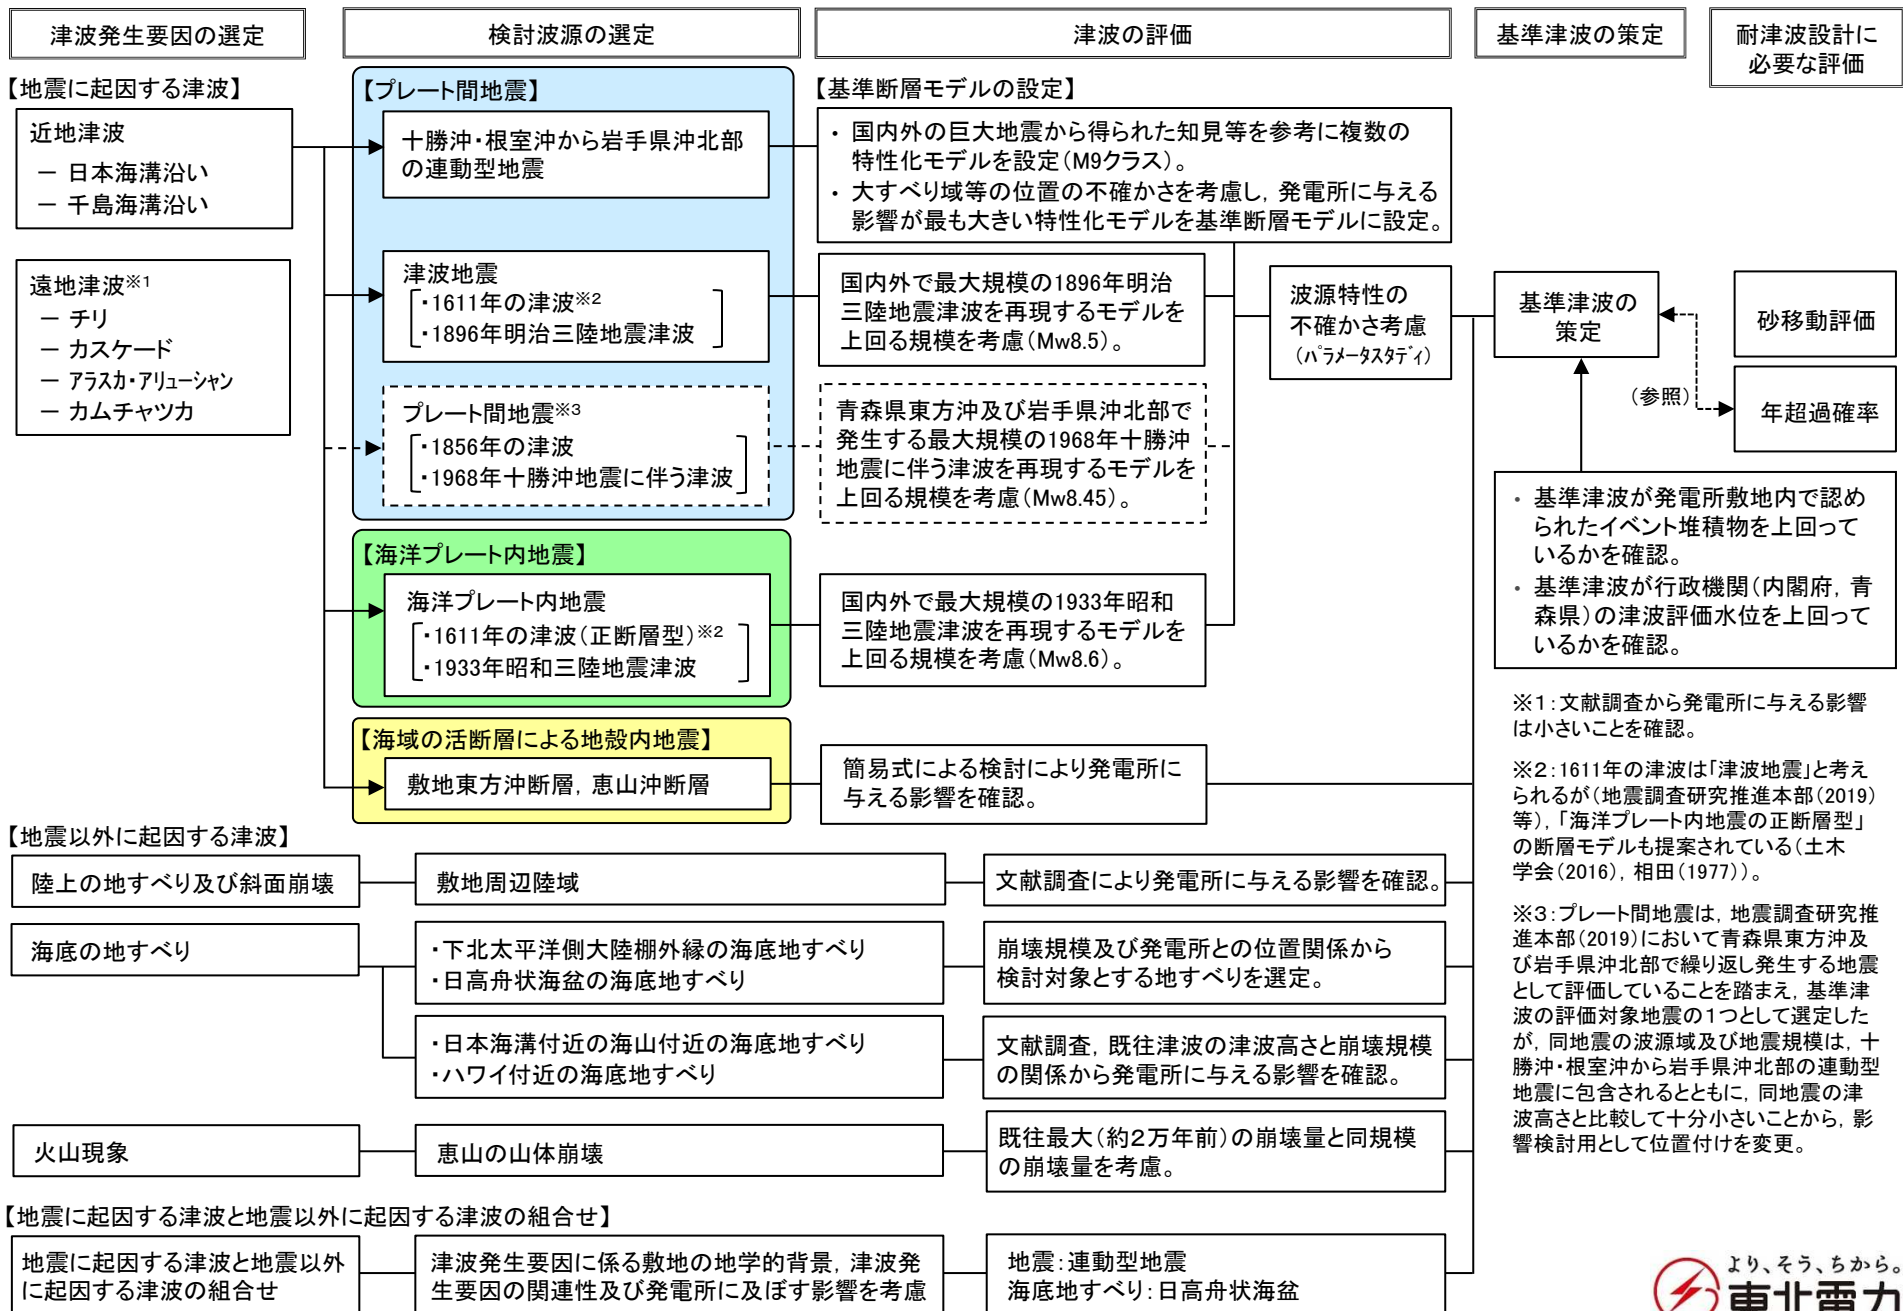 津波発生要因の選定
検討波源の選定
津波の評価
基準津波の策定
耐津波設計に
必要な評価
【地震に起因する津波】
近地津波
― 日本海溝沿い
― 千島海溝沿い
遠地津波※1
― チリ
― カスケード
― アラスカ・アリューシャン
― カムチャツカ
【プレート間地震】
十勝沖・根室沖から岩手県沖北部
の連動型地震
津波地震
・1611年の津波※2
・1896年明治三陸地震津波
プレート間地震※3
・1856年の津波
・1968年十勝沖地震に伴う津波
【海洋プレート内地震】
海洋プレート内地震
・1611年の津波(正断層型)※2
・1933年昭和三陸地震津波
【海域の活断層による地殻内地震】
敷地東方沖断層，恵山沖断層
【基準断層モデルの設定】
・ 国内外の巨大地震から得られた知見等を参考に複数の
特性化モデルを設定(M9クラス)。
・ 大すべり域等の位置の不確かさを考慮し，発電所に与える
影響が最も大きい特性化モデルを基準断層モデルに設定。
国内外で最大規模の1896年明治
三陸地震津波を再現するモデルを
上回る規模を考慮(Mw8.5)。
青森県東方沖及び岩手県沖北部で
発生する最大規模の1968年十勝沖
地震に伴う津波を再現するモデルを
上回る規模を考慮(Mw8.45)。
国内外で最大規模の1933年昭和
三陸地震津波を再現するモデルを
上回る規模を考慮(Mw8.6)。
簡易式による検討により発電所に
与える影響を確認。
波源特性の
不確かさ考慮
(ﾊﾟﾗﾒｰﾀｽﾀﾃﾞｨ)
基準津波の
策定
砂移動評価
(参照)
年超過確率
・ 基準津波が発電所敷地内で認め
られたイベント堆積物を上回って
いるかを確認。
・ 基準津波が行政機関(内閣府，青
森県)の津波評価水位を上回って
いるかを確認。
※1：文献調査から発電所に与える影響
は小さいことを確認。
※2：1611年の津波は「津波地震」と考え
られるが(地震調査研究推進本部(2019)
等)，「海洋プレート内地震の正断層型」
の断層モデルも提案されている(土木
学会(2016)，相田(1977))。
※3：プレート間地震は，地震調査研究推
進本部(2019)において青森県東方沖及
び岩手県沖北部で繰り返し発生する地震
として評価していることを踏まえ，基準津
波の評価対象地震の1つとして選定した
が，同地震の波源域及び地震規模は，十
勝沖・根室沖から岩手県沖北部の連動型
地震に包含されるとともに，同地震の津
波高さと比較して十分小さいことから，影
響検討用として位置付けを変更。
【地震以外に起因する津波】
陸上の地すべり及び斜面崩壊
敷地周辺陸域
文献調査により発電所に与える影響を確認。
海底の地すべり
・下北太平洋側大陸棚外縁の海底地すべり
・日高舟状海盆の海底地すべり
崩壊規模及び発電所との位置関係から
検討対象とする地すべりを選定。
・日本海溝付近の海山付近の海底地すべり
・ハワイ付近の海底地すべり
文献調査，既往津波の津波高さと崩壊規模
の関係から発電所に与える影響を確認。
火山現象
恵山の山体崩壊
既往最大(約2万年前)の崩壊量と同規模
の崩壊量を考慮。
【地震に起因する津波と地震以外に起因する津波の組合せ】
地震に起因する津波と地震以外
に起因する津波の組合せ
津波発生要因に係る敷地の地学的背景，津波発
生要因の関連性及び発電所に及ぼす影響を考慮
地震：連動型地震
海底地すべり：日高舟状海盆
より、そう、ちから。
東北電力